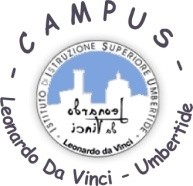 - CAMPUS -
ISTITUTO DI ISTRUZIONE SUPERIORE UMBERTIDE
Leonardo
da Vinci
Leonardo da Vinci
Leonardo Da Vinci - Umbertide